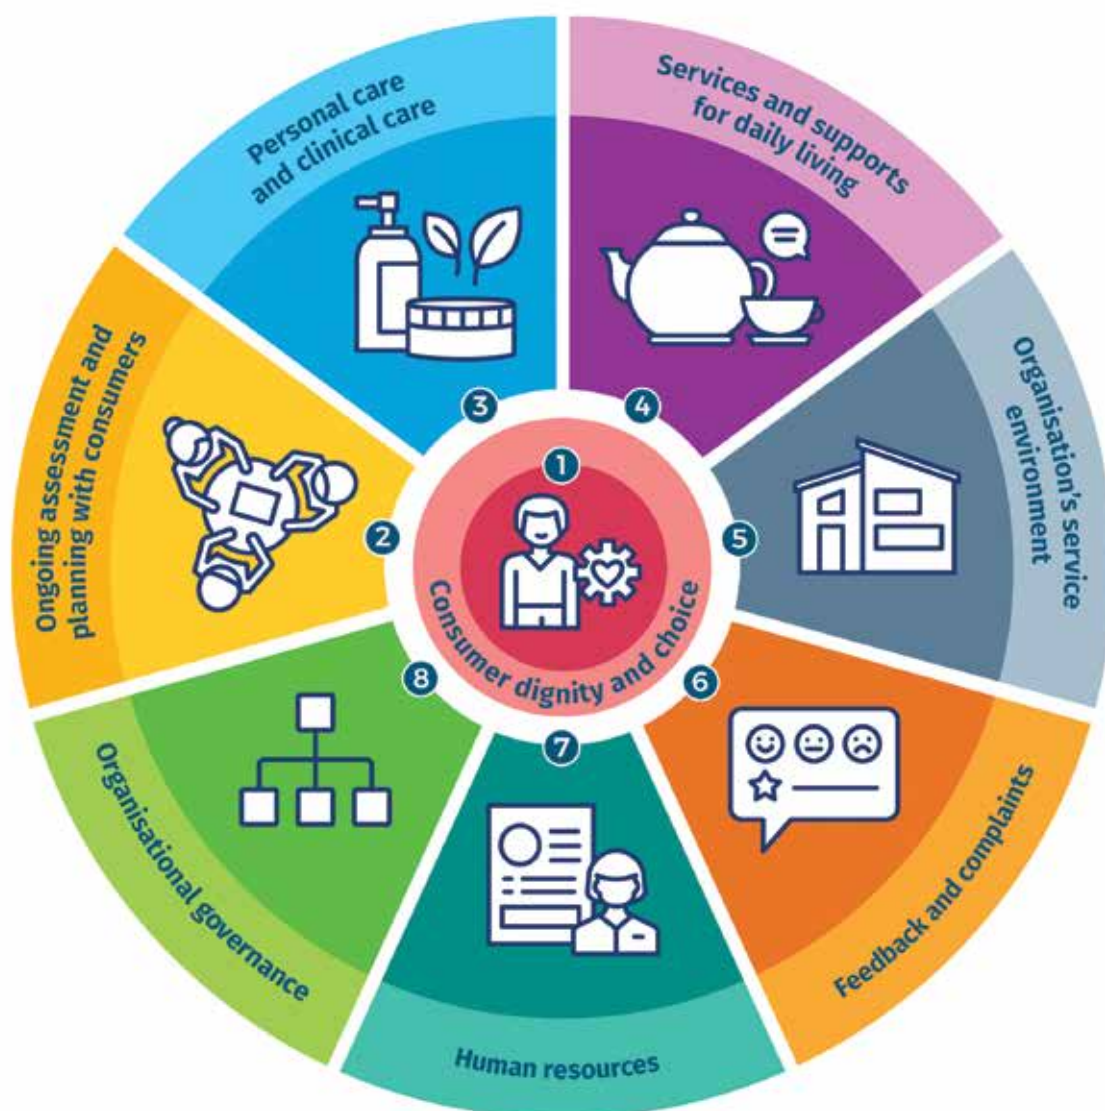 1
Consumer dignity and choice
2
Ongoing assessment and
planning with consumers
3
Personal care
and clinical care
4
Services and supports
for daily living
5
Organisation's service
environment
6
Feedback and complaints
7
Human resources
8
Organisational governance